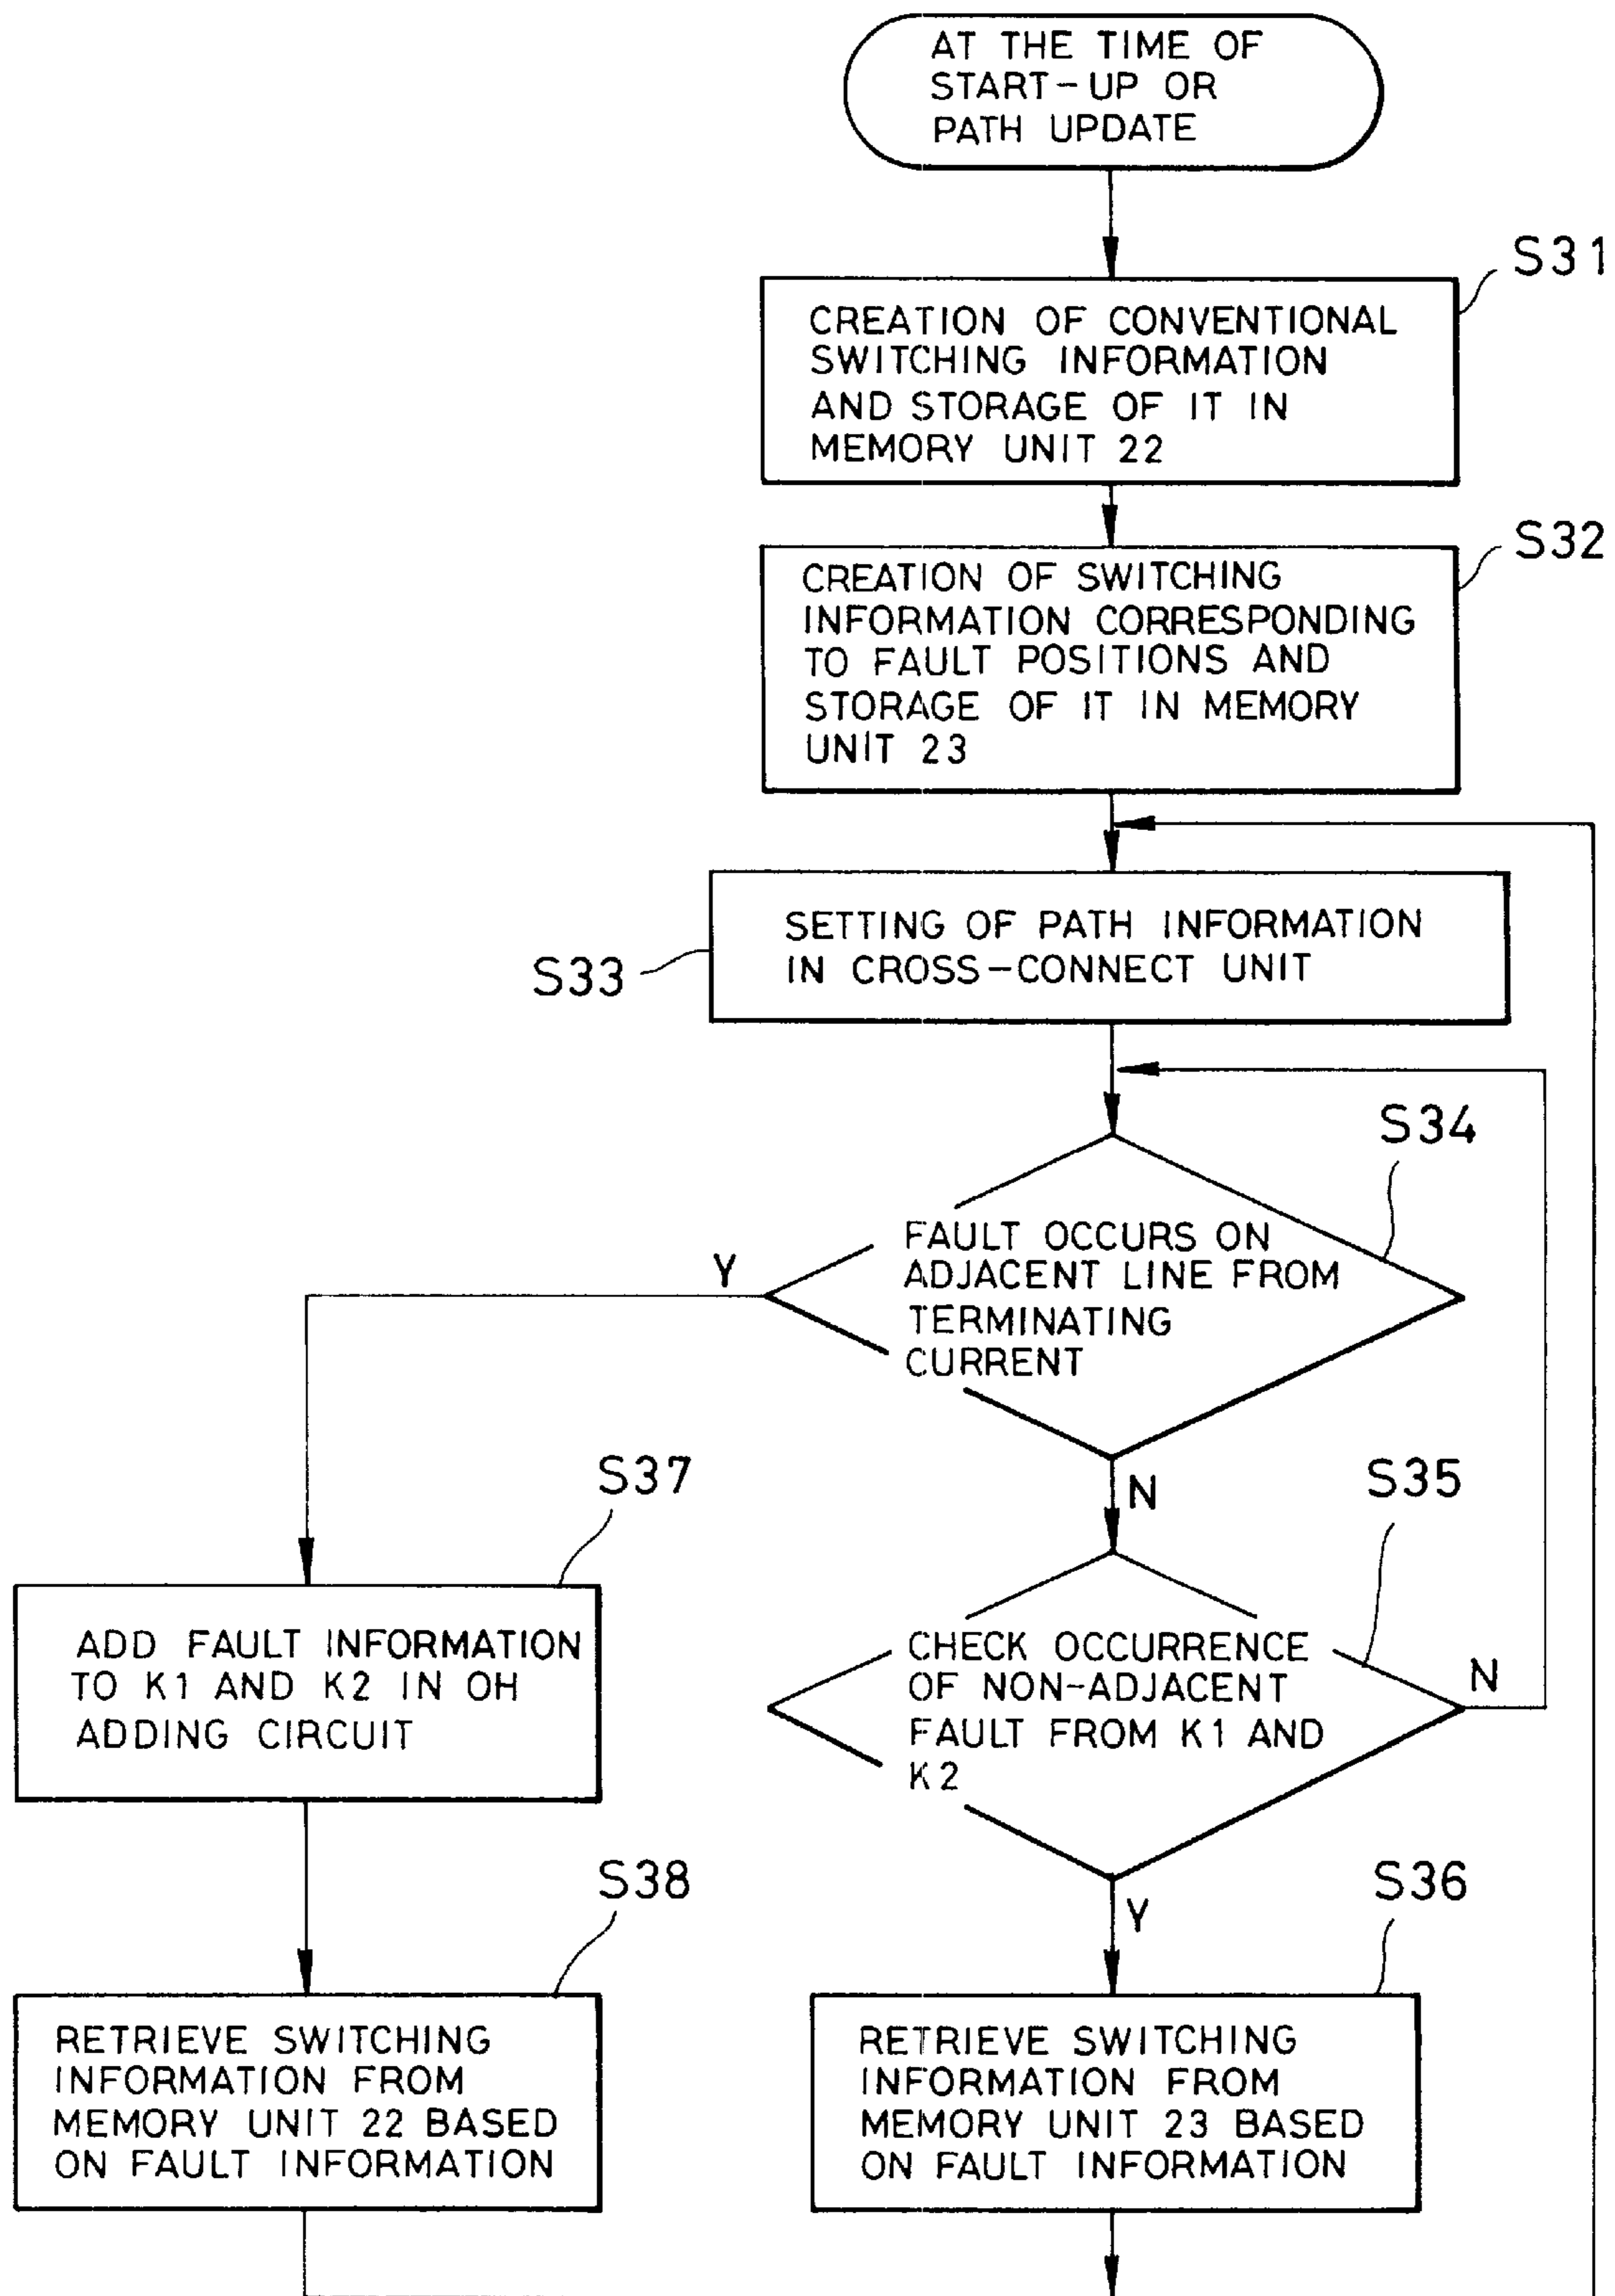 AT THE TIME OF
START-UP OR
PATH UPDATE
S31
CREATION OF CONVENTIONAL
SWITCHING INFORMATION
AND STORAGE OF IT IN
MEMORY UNIT 22
S32
CREATION OF SWITCHING
INFORMATION CORRESPONDING
TO FAULT POSITIONS AND
STORAGE OF IT IN MEMORY
UNIT 23
S33
SETTING OF PATH INFORMATION
IN CROSS-CONNECT UNIT
S34
FAULT OCCURS ON
ADJACENT LINE FROM
TERMINATING
CURRENT
Y
N
S35
CHECK OCCURRENCE
OF NON-ADJACENT
FAULT FROM K1 AND
K2
N
Y
S37
ADD FAULT INFORMATION
TO K1 AND K2 IN OH
ADDING CIRCUIT
S38
RETRIEVE SWITCHING
INFORMATION FROM
MEMORY UNIT 22 BASED
ON FAULT INFORMATION
S36
RETRIEVE SWITCHING
INFORMATION FROM
MEMORY UNIT 23 BASED
ON FAULT INFORMATION